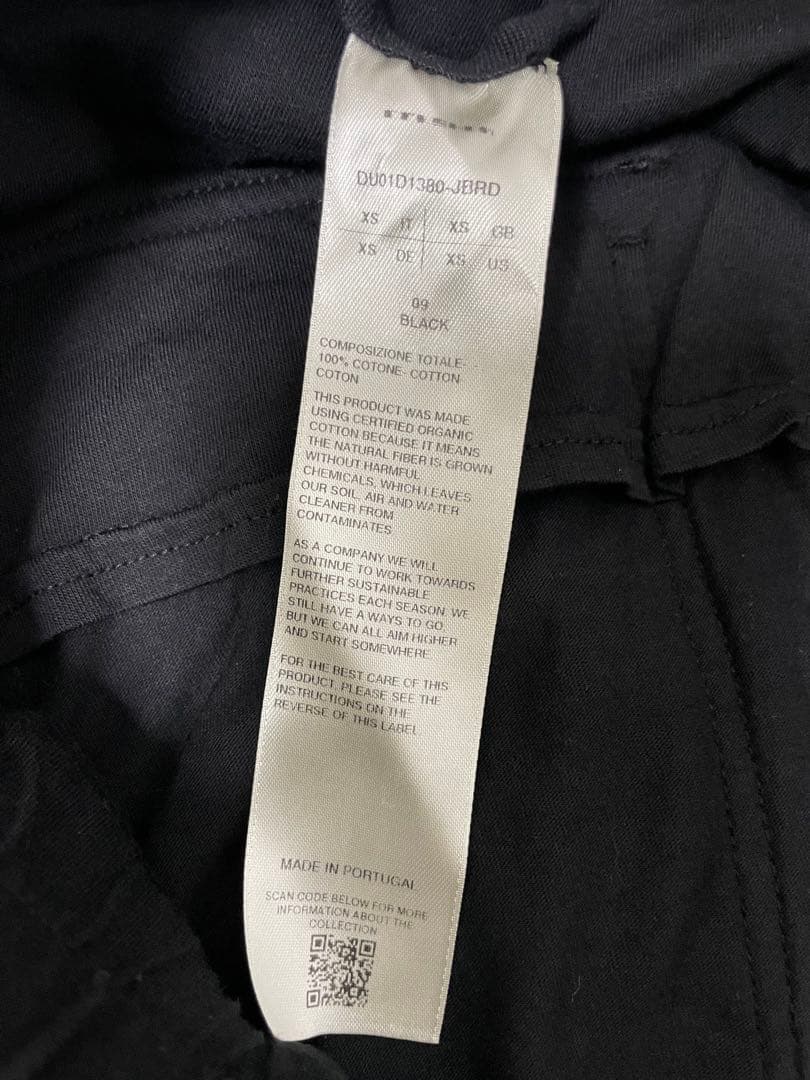 DU01D1380-JBRD
XS IT XS GB
XS DE XS US
09
BLACK
COMPOSIZIONE TOTALE-
100% COTONE- COTTON
COTON
THIS PRODUCT WAS MADE
USING CERTIFIED ORGANIC
COTTON BECAUSE IT MEANS
THE NATURAL FIBER IS GROWN
WITHOUT HARMFUL
CHEMICALS, WHICH LEAVES
OUR SOIL, AIR AND WATER
CLEANER FROM
CONTAMINATES
AS A COMPANY WE WILL
CONTINUE TO WORK TOWARDS
FURTHER SUSTAINABLE
PRACTICES EACH SEASON. WE
STILL HAVE A WAYS TO GO
BUT WE CAN ALL AIM HIGHER
AND START SOMEWHERE
FOR THE BEST CARE OF THIS
PRODUCT, PLEASE SEE THE
INSTRUCTIONS ON THE
REVERSE OF THIS LABEL
MADE IN PORTUGAL
SCAN CODE BELOW FOR MORE
INFORMATION ABOUT THE
COLLECTION